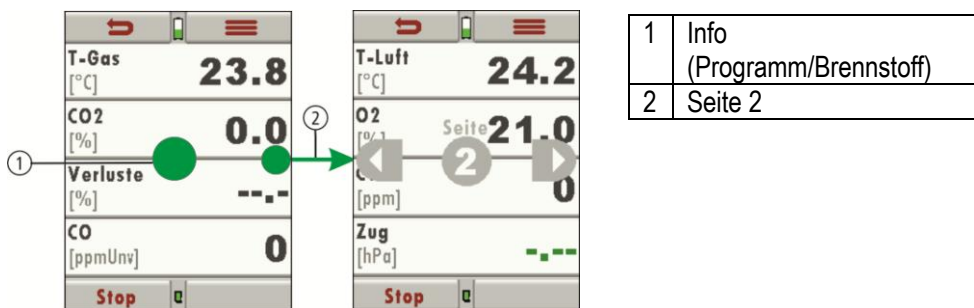 T-Gas
[°C]
23.8
CO2
[%]
0.0
Verluste
[%]
--.-
CO
[ppmUnv]
0
Stop
1
2
T-Luft
[°C]
24.2
O2
[%]
Seite
21.0
2
[ppm]
0
Zug
[hPa]
-.--
Stop
1 Info
(Programm/Brennstoff)
2 Seite 2